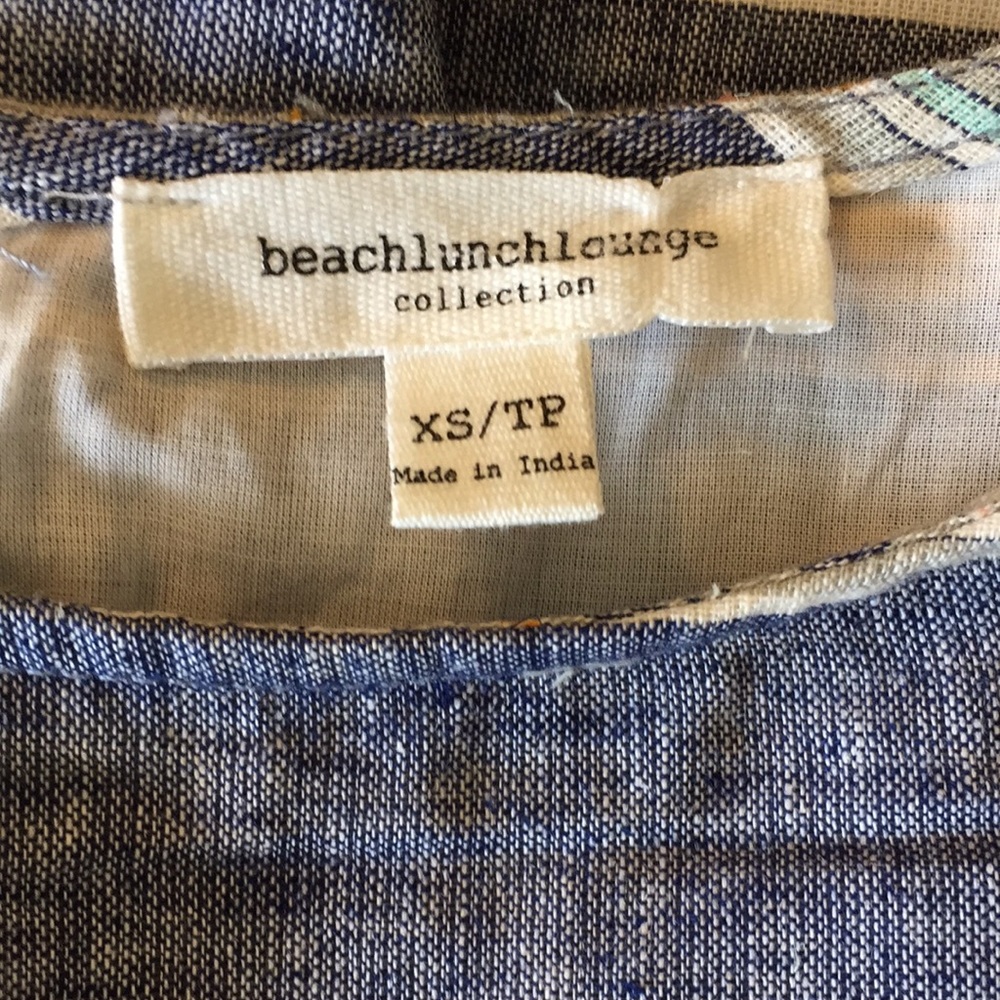 beachlunchlounge
collection
XS/TP
Made in India